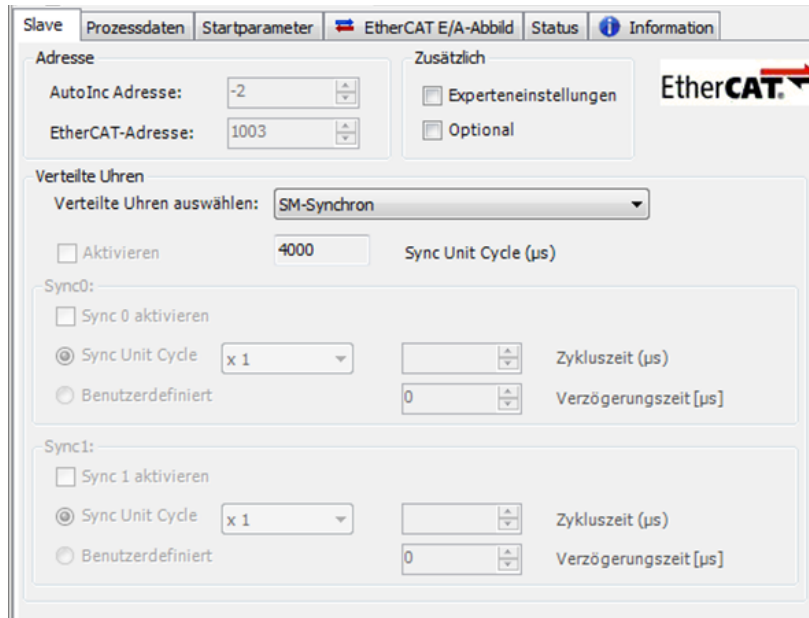 Slave Prozessdaten Startparameter EtherCAT E/A-Abbild Status Information
Adresse
AutoInc Adresse: -2
EtherCAT-Adresse: 1003
Zusätzlich
Experteneinstellungen
Optional
EtherCAT.
Verteilte Uhren
Verteilte Uhren auswählen: SM-Synchron
Aktivieren 4000 Sync Unit Cycle (µs)
Sync0:
Sync 0 aktivieren
Sync Unit Cycle x 1 Zykluszeit (µs)
Benutzerdefiniert 0 Verzögerungszeit [µs]
Sync1:
Sync 1 aktivieren
Sync Unit Cycle x 1 Zykluszeit (µs)
Benutzerdefiniert 0 Verzögerungszeit [µs]